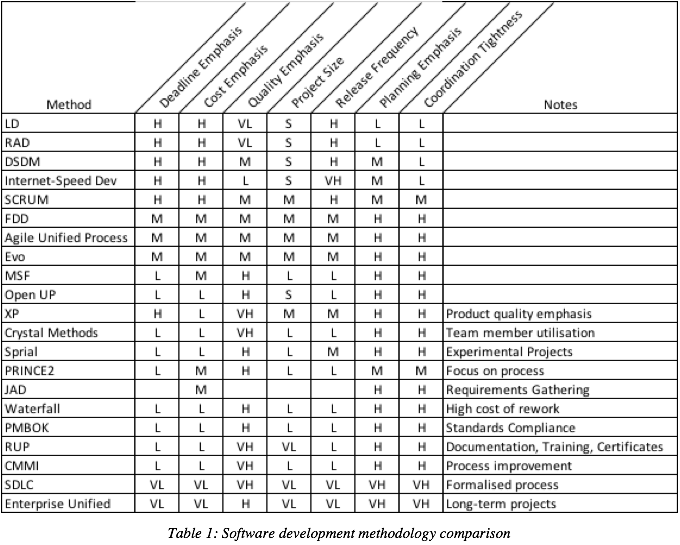 Method Deadline Emphasis Cost Emphasis Quality Emphasis Project Size Release Frequency Planning Emphasis Coordination Tightness Notes
LD H H VL S H L L
RAD H H VL S H L L
DSDM H H M S H M L
Internet-Speed Dev H H L S VH M L
SCRUM H H M M H M M
FDD M M M M M H H
Agile Unified Process M M M M M H H
Evo M M M M M H H
MSF L M H L L H H
Open UP L L H S L H H
XP H L VH M M H H Product quality emphasis
Crystal Methods L L VH L L H H Team member utilisation
Sprial L L H L M H H Experimental Projects
PRINCE2 L M H L L M M Focus on process
JAD M H H Requirements Gathering
Waterfall L L H L L H H High cost of rework
PMBOK L L H L L H H Standards Compliance
RUP L L VH VL L H H Documentation, Training, Certificates
CMMI L L VH L L H H Process improvement
SDLC VL VL VH VL VL VH VH Formalised process
Enterprise Unified VL VL H VL VL VH VH Long-term projects
Table 1: Software development methodology comparison